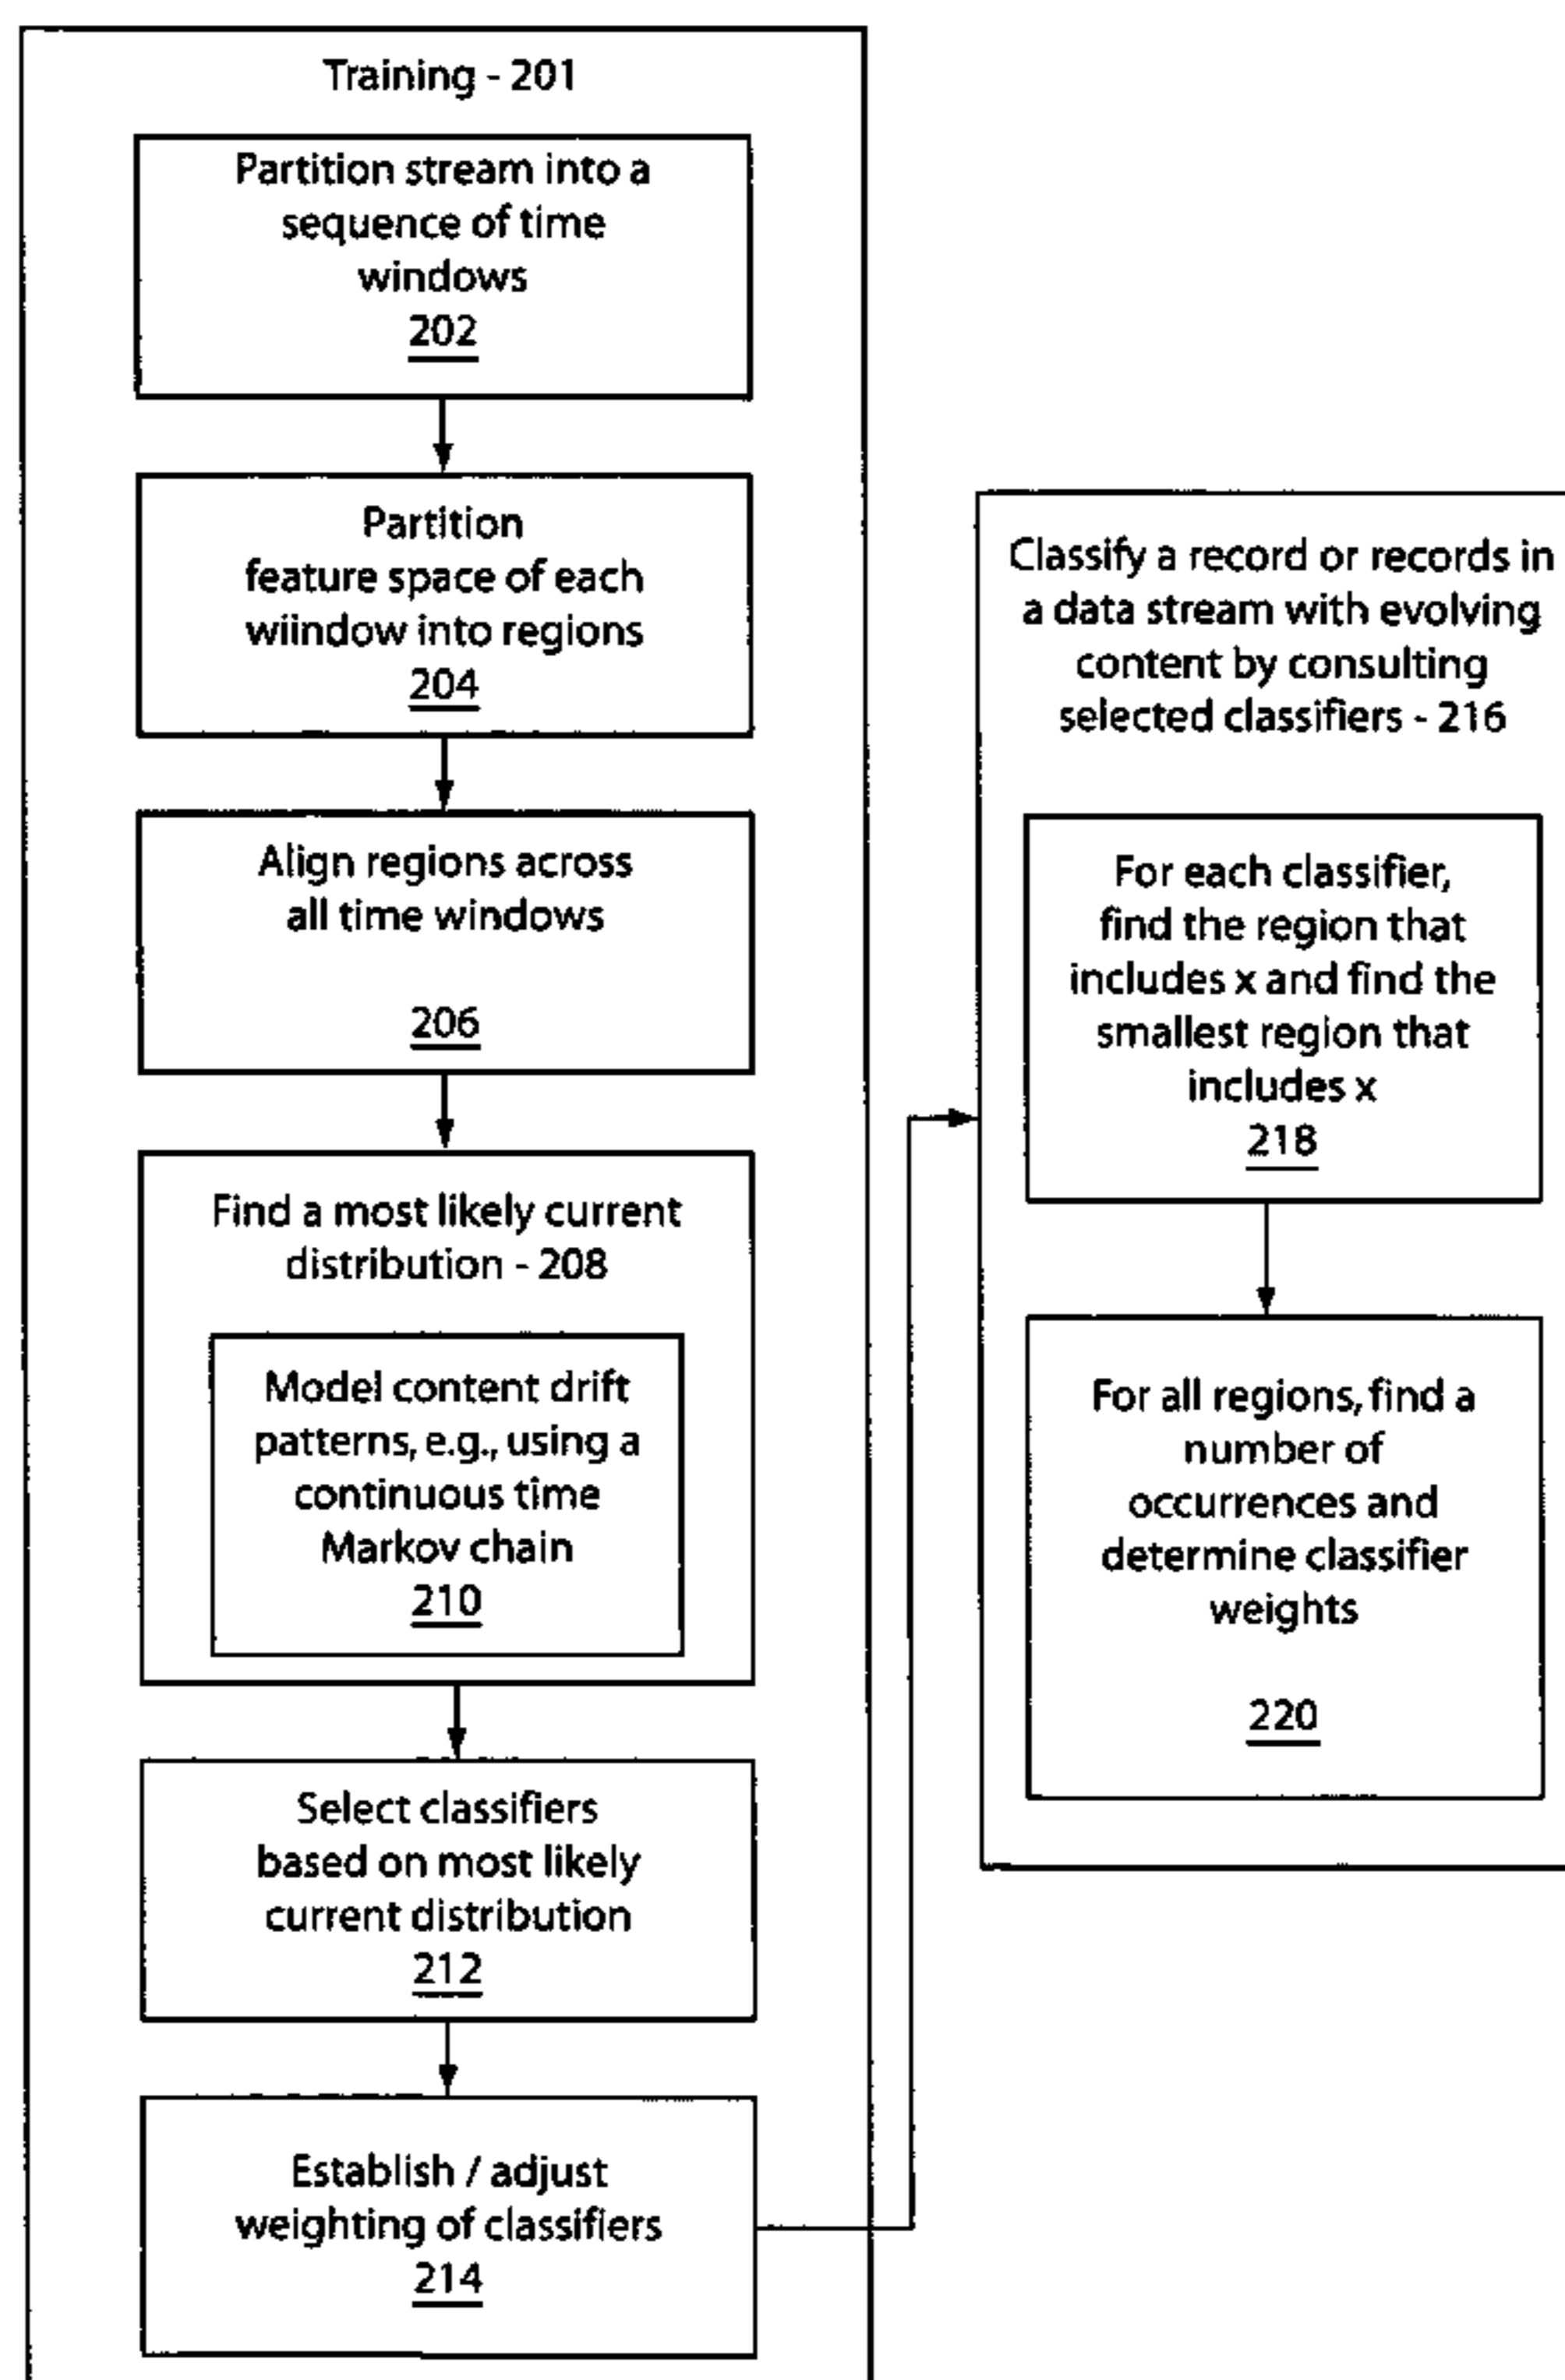 Training - 201
Partition stream into a
sequence of time
windows
202
Partition
feature space of each
wiindow into regions
204
Align regions across
all time windows
206
Find a most likely current
distribution - 208
Model content drift
patterns, e.g., using a
continuous time
Markov chain
210
Select classifiers
based on most likely
current distribution
212
Establish / adjust
weighting of classifiers
214
Classify a record or records in
a data stream with evolving
content by consulting
selected classifiers - 216
For each classifier,
find the region that
includes x and find the
smallest region that
includes x
218
For all regions, find a
number of
occurrences and
determine classifier
weights
220